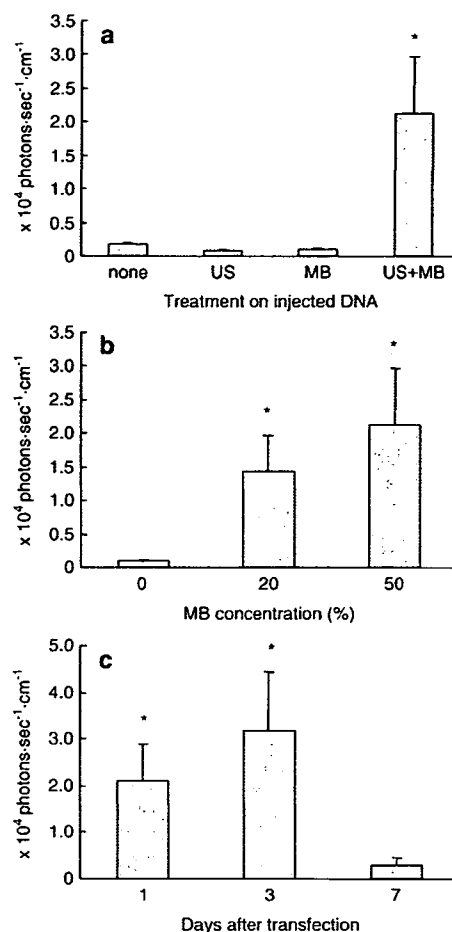 a
× 10⁴ photons·sec⁻¹·cm⁻¹
3.5
3.0
2.5
2.0
1.5
1.0
0.5
0
*
none US MB US+MB
Treatment on injected DNA
b
× 10⁴ photons·sec⁻¹·cm⁻¹
3.5
3.0
2.5
2.0
1.5
1.0
0.5
0
* *
0 20 50
MB concentration (%)
c
× 10⁴ photons·sec⁻¹·cm⁻¹
5.0
4.0
3.0
2.0
1.0
0
* *
1 3 7
Days after transfection